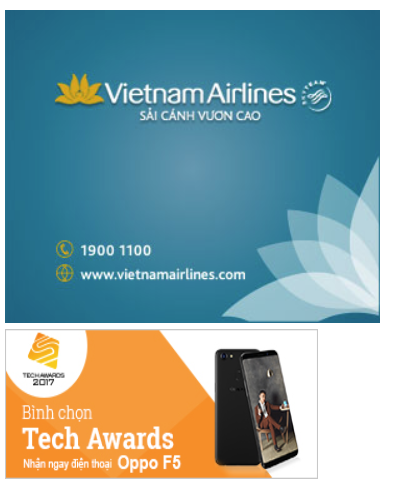 Vietnam Airlines
SKYTEAM
SẢI CÁNH VƯƠN CAO
1900 1100
www.vietnamairlines.com
TECH AWARDS
2017
Bình chọn
Tech Awards
Nhận ngay điện thoại Oppo F5